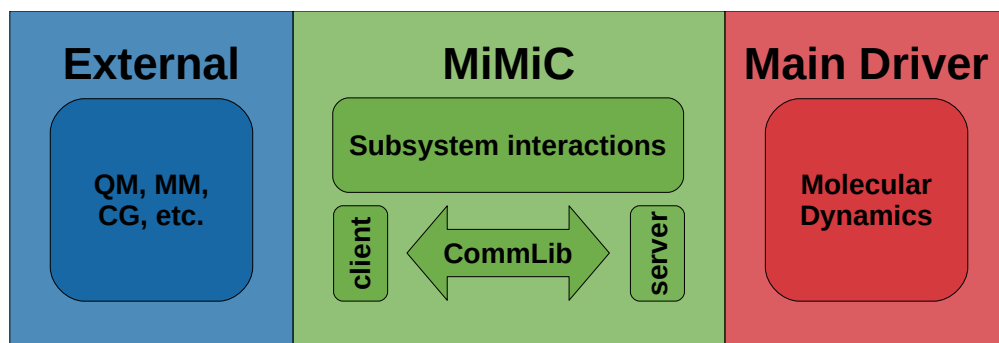 External
MiMiC
Main Driver
QM, MM,
CG, etc.
Subsystem interactions
client
CommLib
server
Molecular
Dynamics